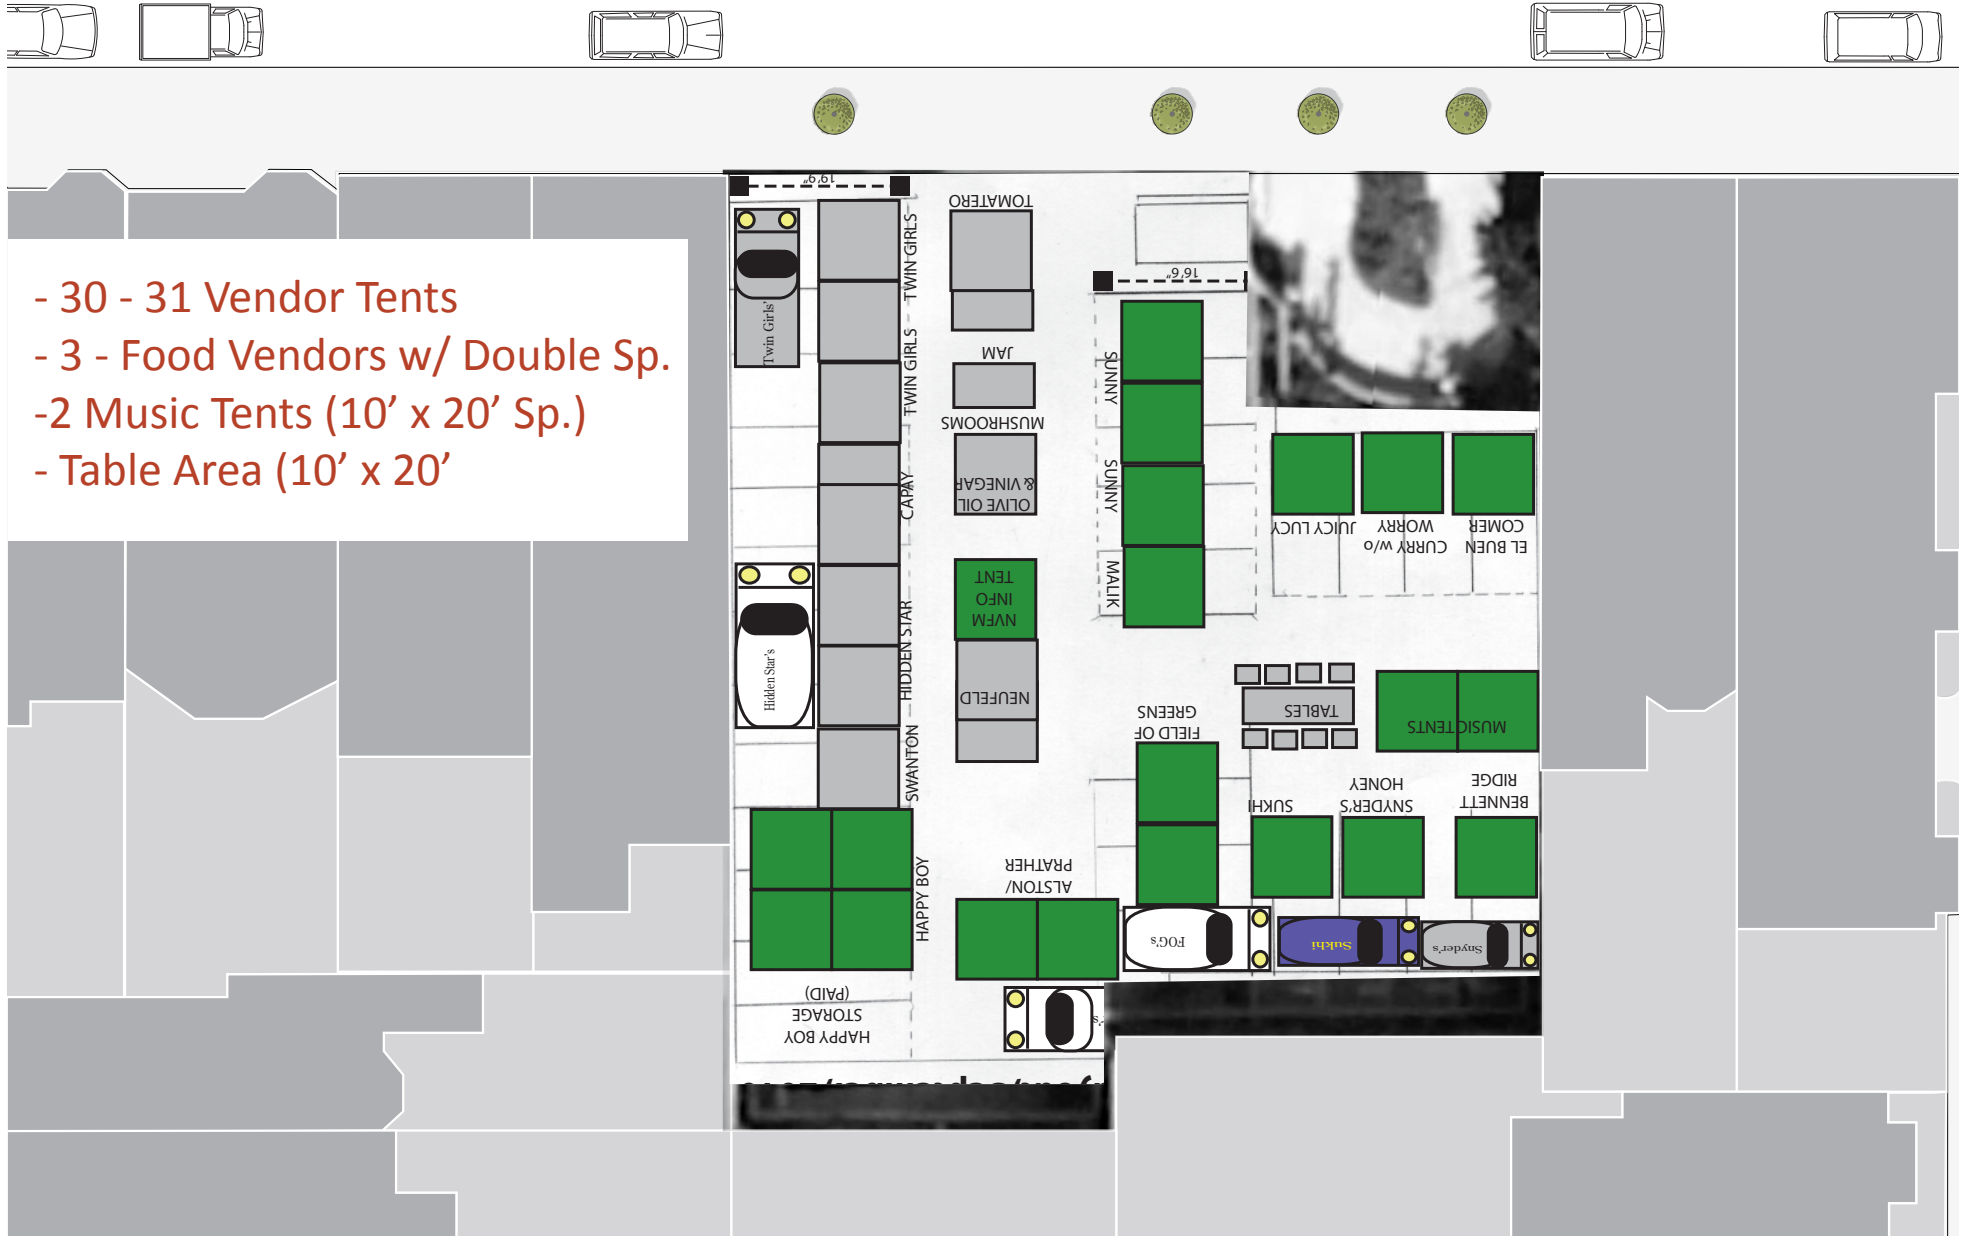 - 30 - 31 Vendor Tents
- 3 - Food Vendors w/ Double Sp.
-2 Music Tents (10’ x 20’ Sp.)
- Table Area (10’ x 20’
19’9”
TOMATERO
TWIN GIRLS
Twin Girls’
16’6”
JAM
TWIN GIRLS
SUNNY
MUSHROOMS
OLIVE OIL
& VINEGAR
CAPAY
SUNNY
JUICY LUCY
CURRY w/o
WORRY
EL BUEN
COMER
NVFM
INFO
TENT
MALIK
HIDDEN STAR
Hidden Star’s
NEUFELD
FIELD OF
GREENS
TABLES
MUSIC TENTS
SWANTON
SUKHI
SNYDER’S
HONEY
BENNETT
RIDGE
ALSTON/
PRATHER
HAPPY BOY
FOG’s
Sukhi
Snyder’s
HAPPY BOY
STORAGE
(PAID)